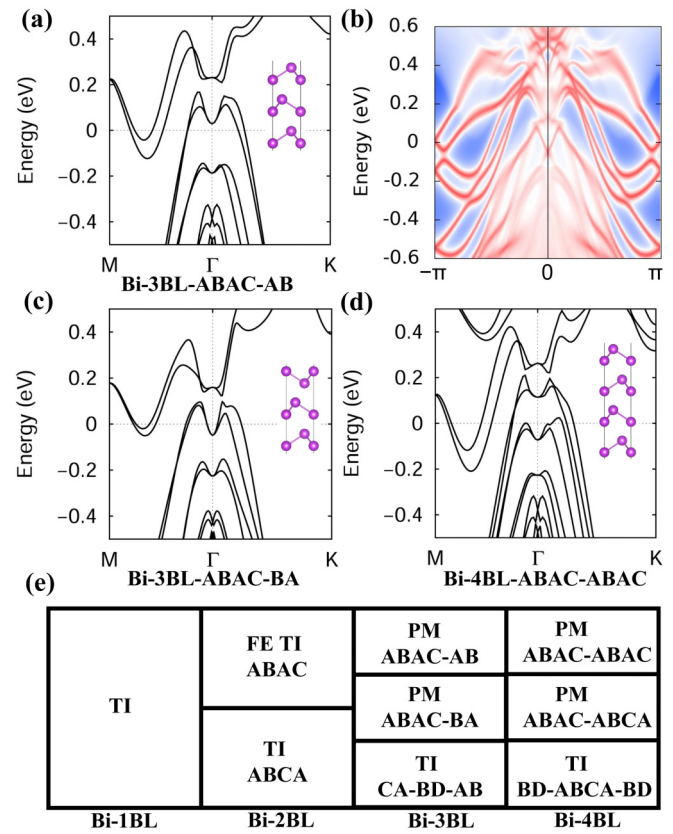 (a)
Energy (eV)
0.4
0.2
0
−0.2
−0.4
M Γ K
Bi-3BL-ABAC-AB
(b)
Energy (eV)
0.6
0.4
0.2
0
-0.2
-0.4
-0.6
−π 0 π
(c)
Energy (eV)
0.4
0.2
0
−0.2
−0.4
M Γ K
Bi-3BL-ABAC-BA
(d)
Energy (eV)
0.4
0.2
0
−0.2
−0.4
M Γ K
Bi-4BL-ABAC-ABAC
(e)
TI
FE TI
ABAC
TI
ABCA
PM
ABAC-AB
PM
ABAC-BA
TI
CA-BD-AB
PM
ABAC-ABAC
PM
ABAC-ABCA
TI
BD-ABCA-BD
Bi-1BL Bi-2BL Bi-3BL Bi-4BL